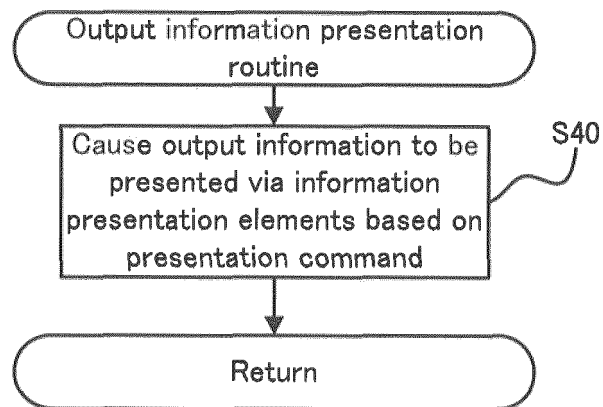 Output information presentation
routine
Cause output information to be
presented via information
presentation elements based on
presentation command
S40
Return